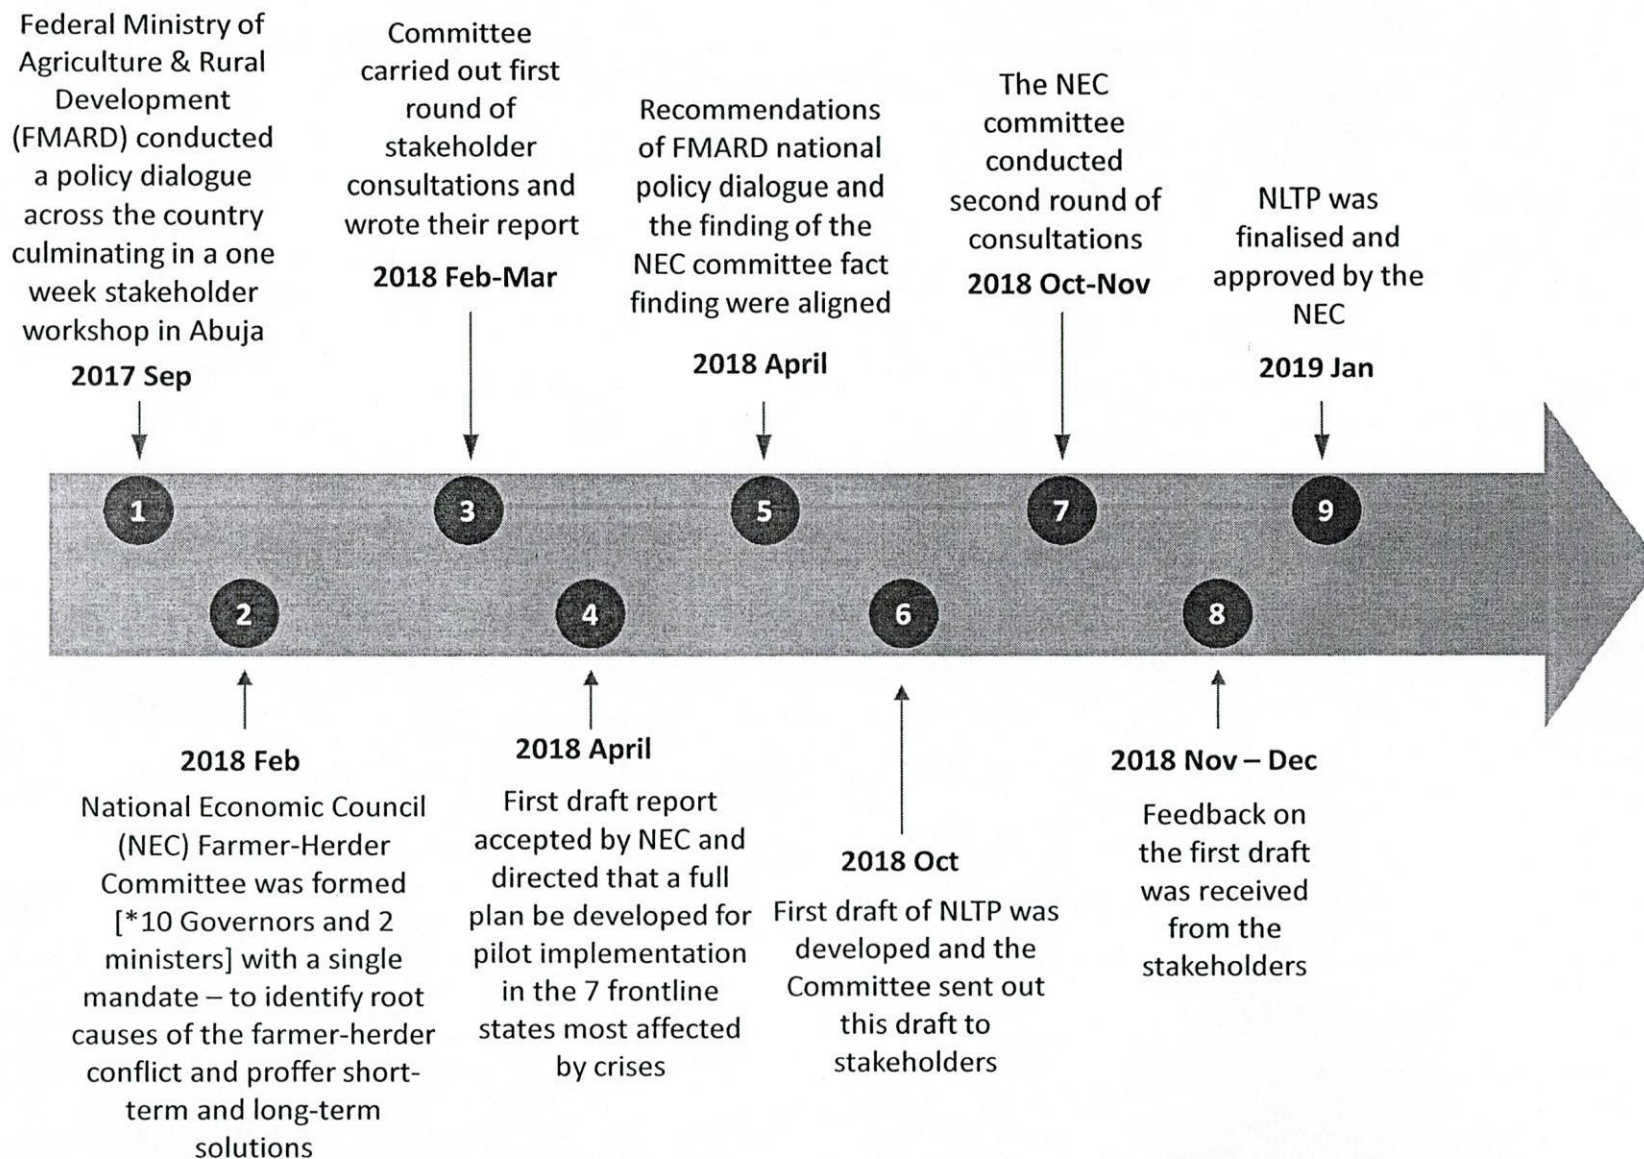 Federal Ministry of
Agriculture & Rural
Development
(FMARD) conducted
a policy dialogue
across the country
culminating in a one
week stakeholder
workshop in Abuja
2017 Sep
1
2
2018 Feb
National Economic Council
(NEC) Farmer-Herder
Committee was formed
[*10 Governors and 2
ministers] with a single
mandate – to identify root
causes of the farmer-herder
conflict and proffer short-
term and long-term
solutions
Committee
carried out first
round of
stakeholder
consultations and
wrote their report
2018 Feb-Mar
3
4
2018 April
First draft report
accepted by NEC and
directed that a full
plan be developed for
pilot implementation
in the 7 frontline
states most affected
by crises
Recommendations
of FMARD national
policy dialogue and
the finding of the
NEC committee fact
finding were aligned
2018 April
5
6
2018 Oct
First draft of NLTP was
developed and the
Committee sent out
this draft to
stakeholders
The NEC
committee
conducted
second round of
consultations
2018 Oct-Nov
7
8
2018 Nov – Dec
Feedback on
the first draft
was received
from the
stakeholders
NLTP was
finalised and
approved by the
NEC
2019 Jan
9